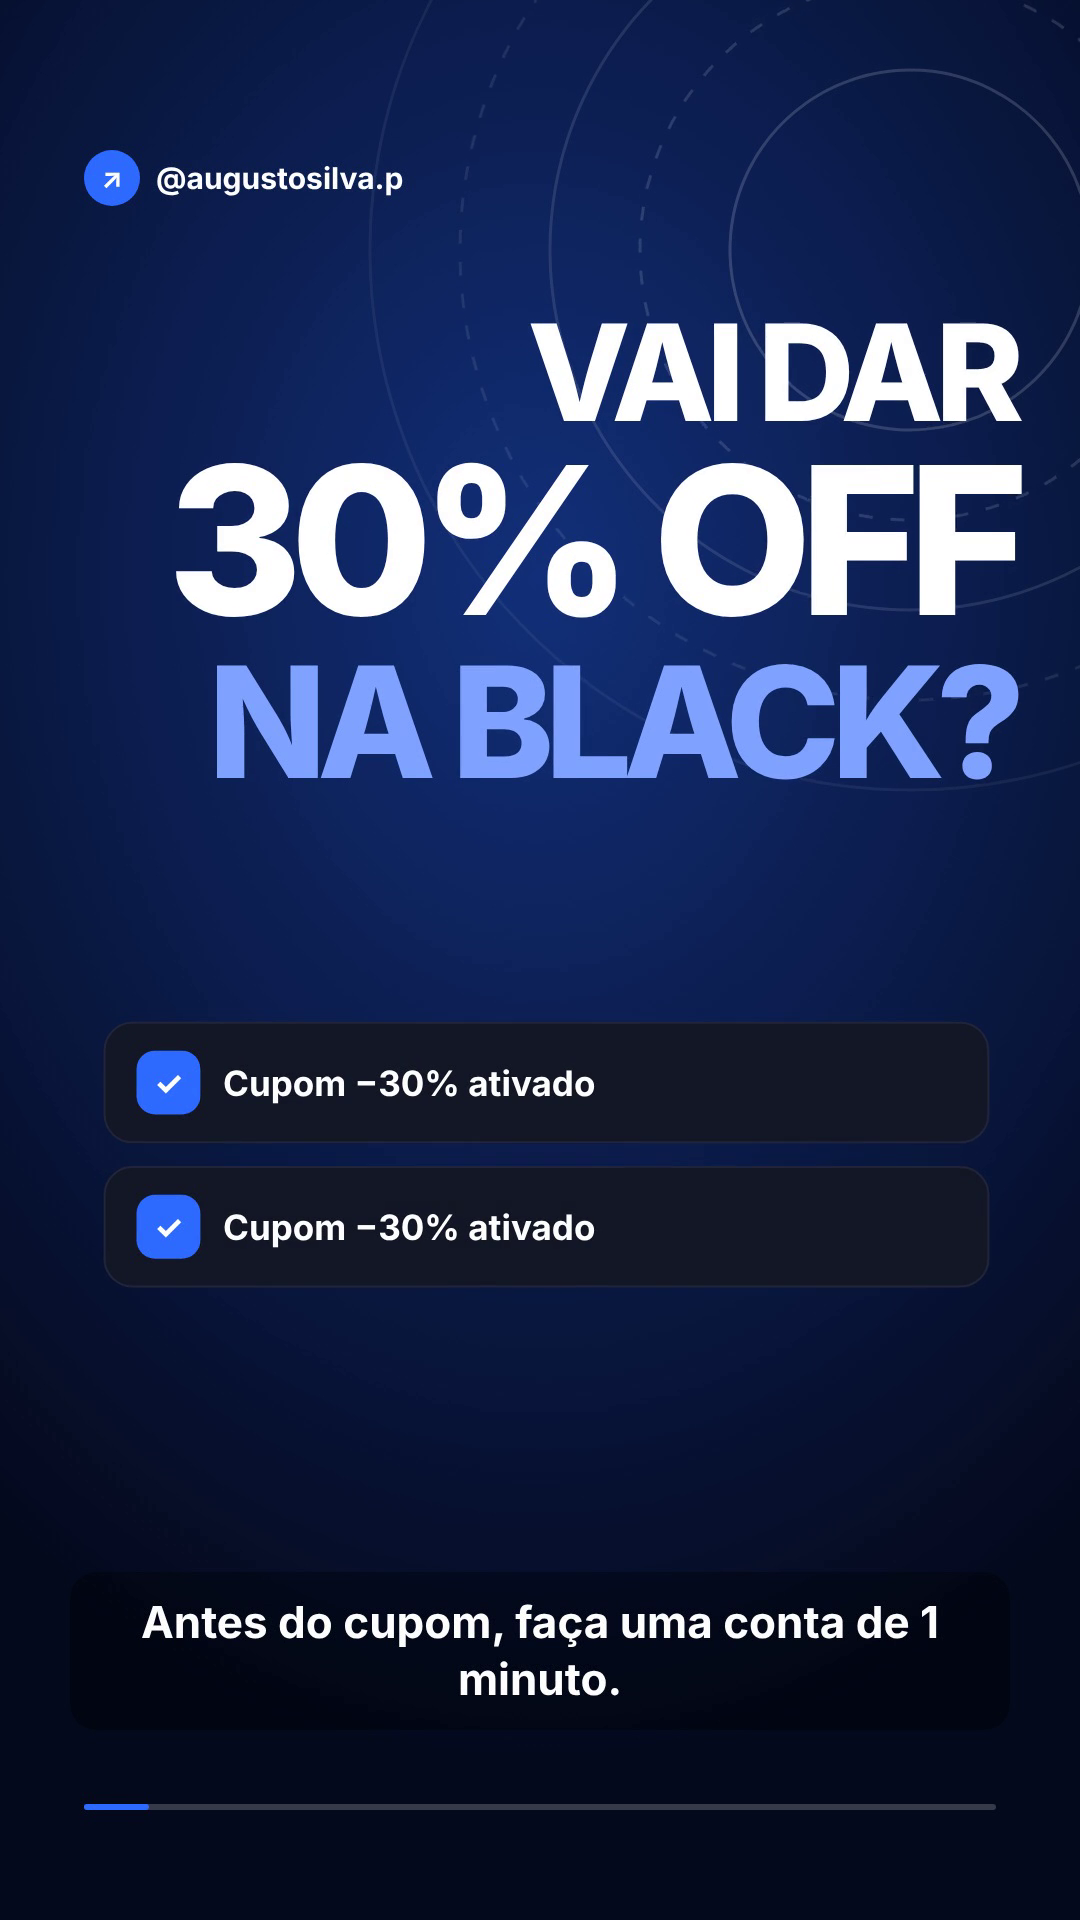 @augustosilva.p
VAI DAR
30% OFF
NA BLACK?
Cupom −30% ativado
Cupom −30% ativado
Antes do cupom, faça uma conta de 1
minuto.